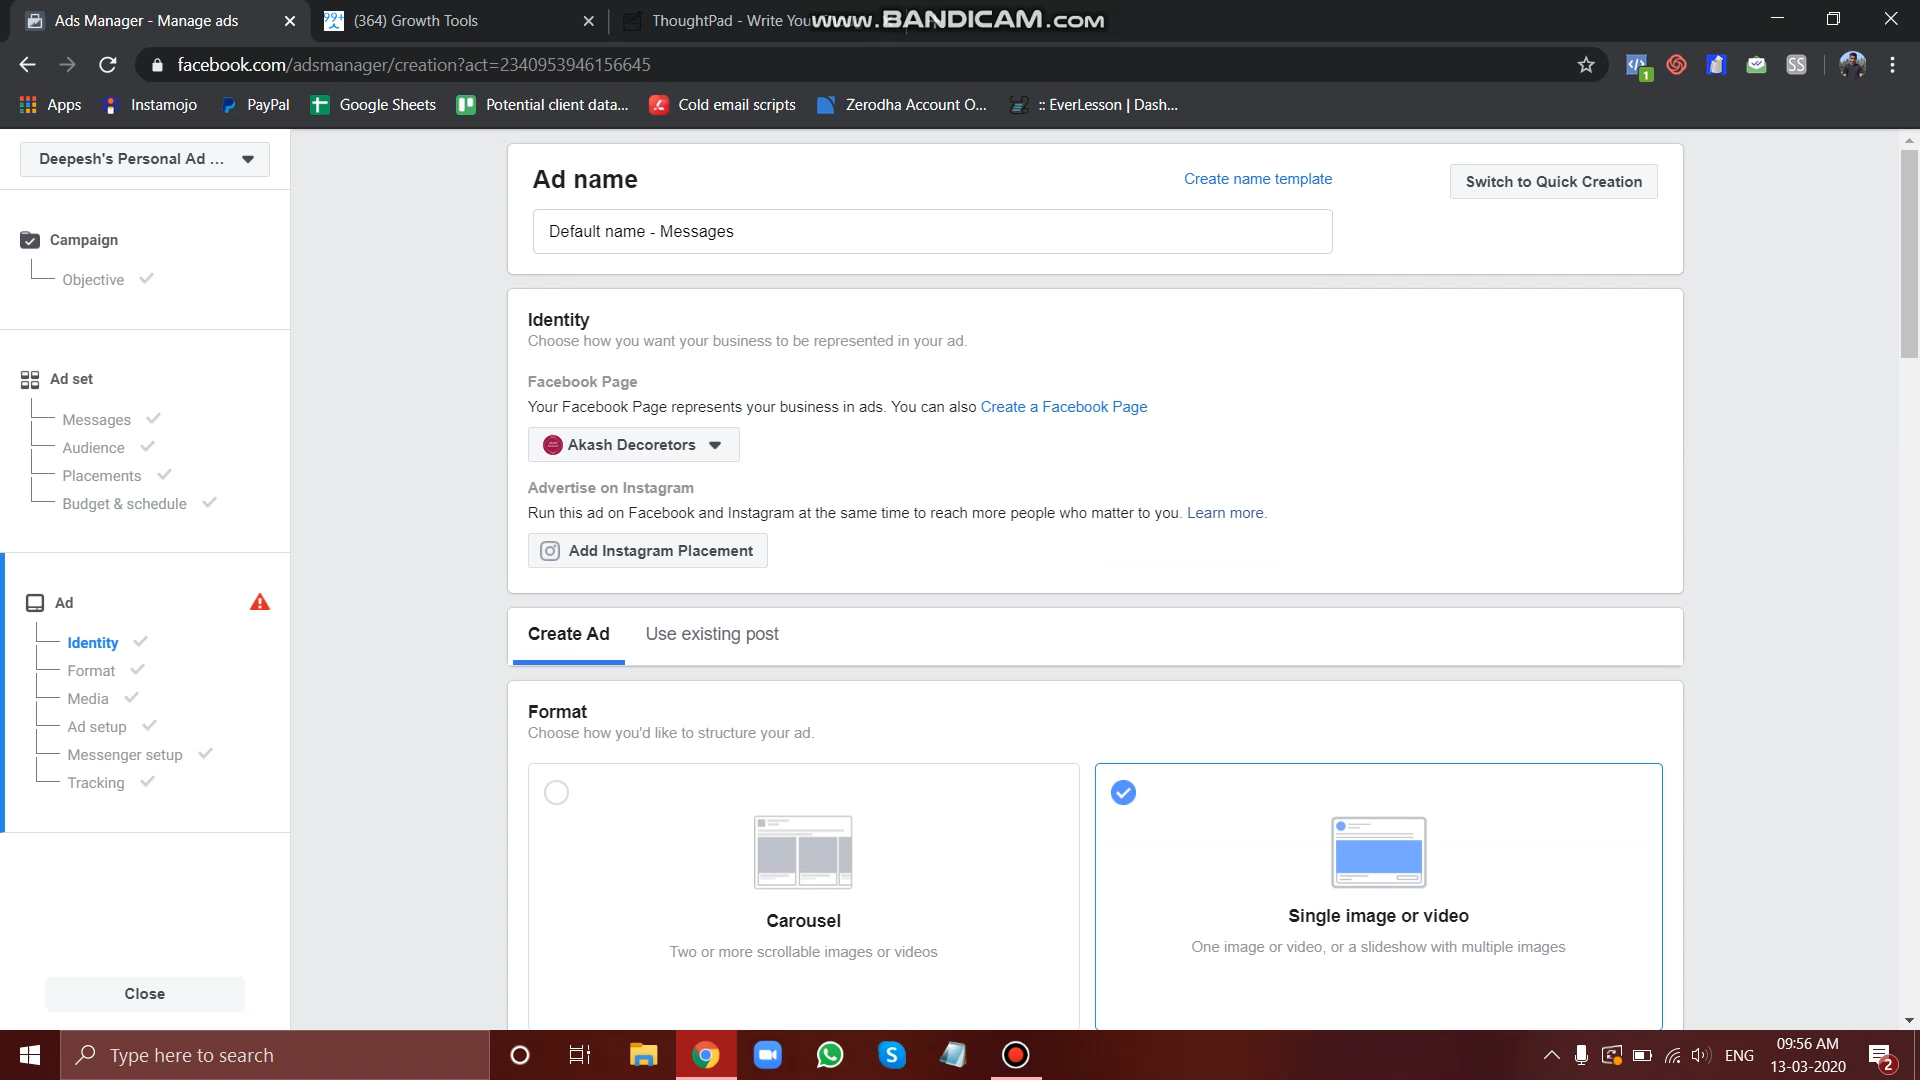 Ads Manager - Manage ads
(364) Growth Tools
ThoughtPad - Write You
www.BANDICAM.com
facebook.com/adsmanager/creation?act=2340953946156645
Apps
Instamojo
PayPal
Google Sheets
Potential client data...
Cold email scripts
Zerodha Account O...
:: EverLesson | Dash...
Deepesh's Personal Ad ...
Campaign
Objective
Ad set
Messages
Audience
Placements
Budget & schedule
Ad
Identity
Format
Media
Ad setup
Messenger setup
Tracking
Close
Ad name
Create name template
Switch to Quick Creation
Default name - Messages
Identity
Choose how you want your business to be represented in your ad.
Facebook Page
Your Facebook Page represents your business in ads. You can also Create a Facebook Page
Akash Decoretors
Advertise on Instagram
Run this ad on Facebook and Instagram at the same time to reach more people who matter to you. Learn more.
Add Instagram Placement
Create Ad
Use existing post
Format
Choose how you'd like to structure your ad.
Carousel
Two or more scrollable images or videos
Single image or video
One image or video, or a slideshow with multiple images
Type here to search
ENG
09:56 AM
13-03-2020
2